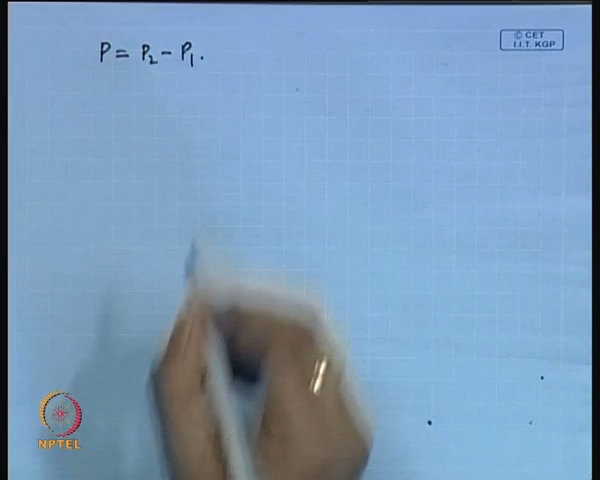 P = P₂ - P₁.
© CET
I.I.T. KGP
NPTEL